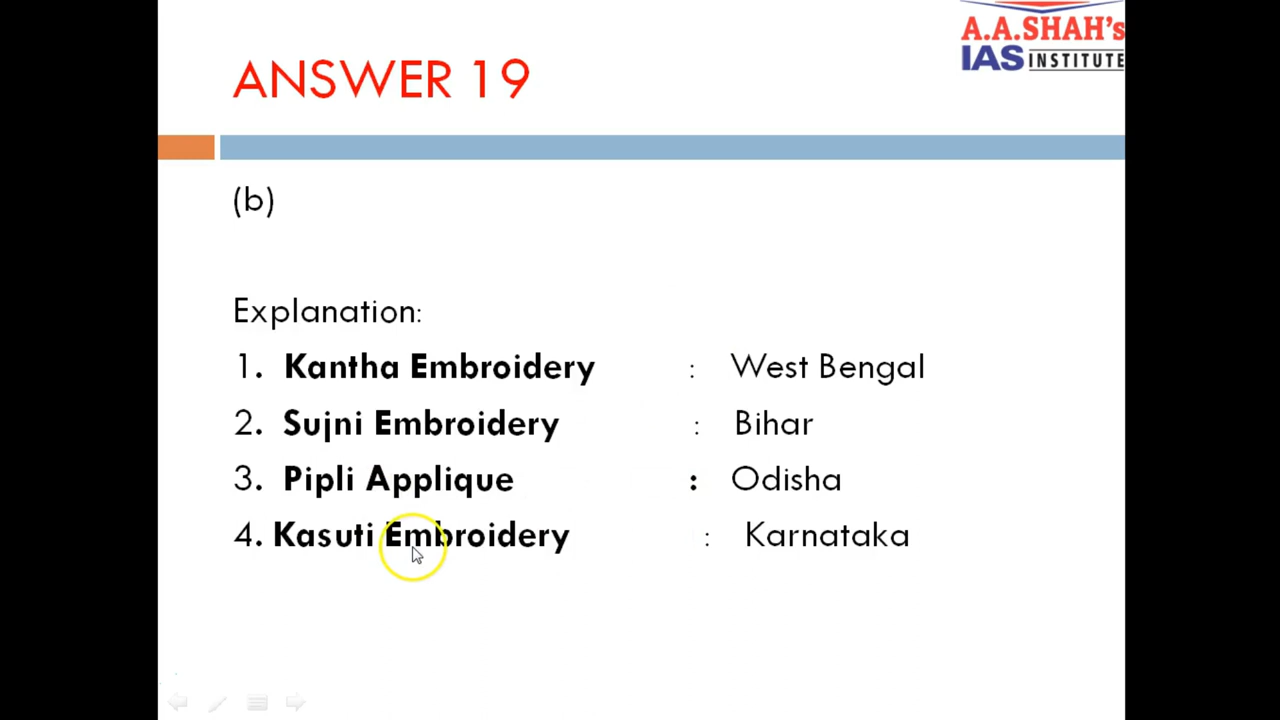 A.A.SHAH's
IAS INSTITUTE
ANSWER 19
(b)
Explanation:
1. Kantha Embroidery : West Bengal
2. Sujni Embroidery : Bihar
3. Pipli Applique : Odisha
4. Kasuti Embroidery : Karnataka